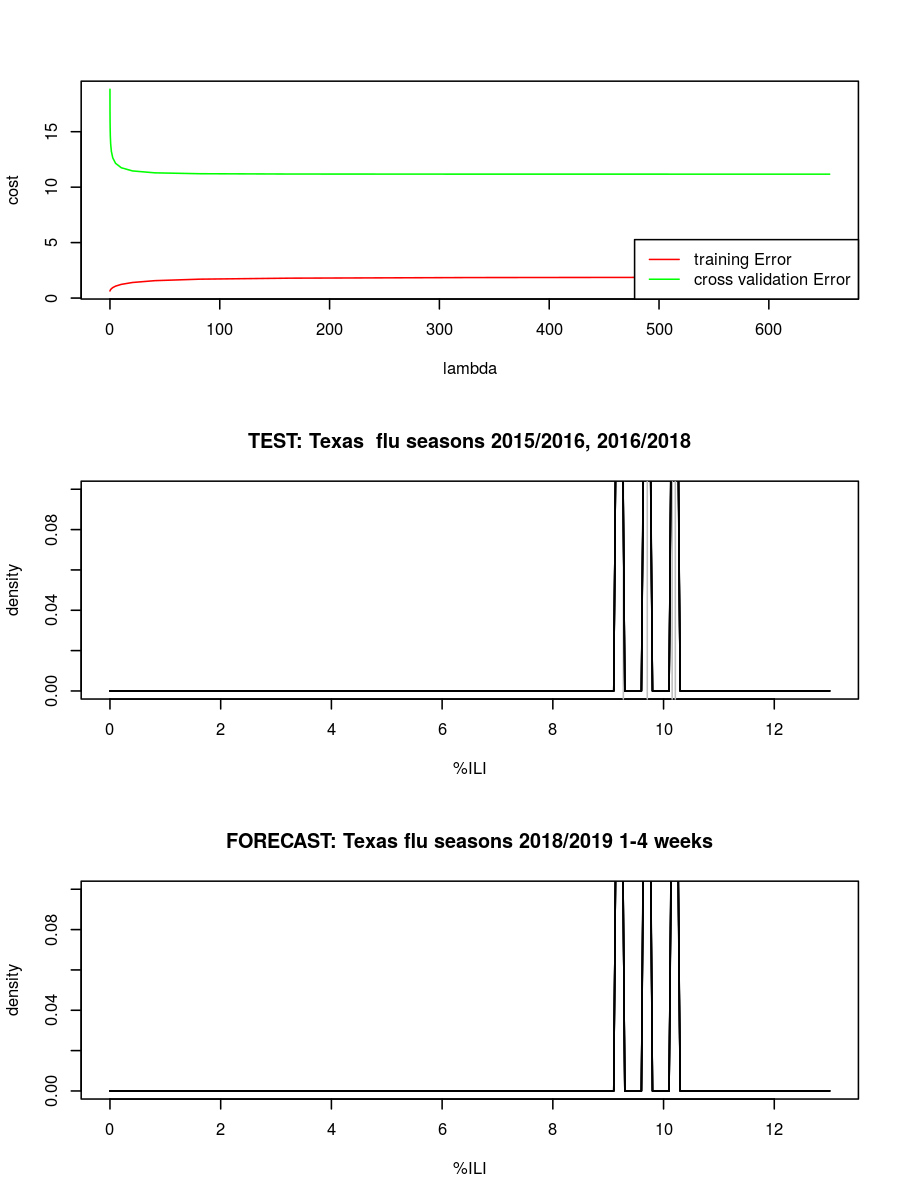 15
10
5
0
cost
training Error
cross validation Error
0 100 200 300 400 500 600
lambda
TEST: Texas  flu seasons 2015/2016, 2016/2018
0.08
0.04
0.00
density
0 2 4 6 8 10 12
%ILI
FORECAST: Texas flu seasons 2018/2019 1-4 weeks
0.08
0.04
0.00
density
0 2 4 6 8 10 12
%ILI